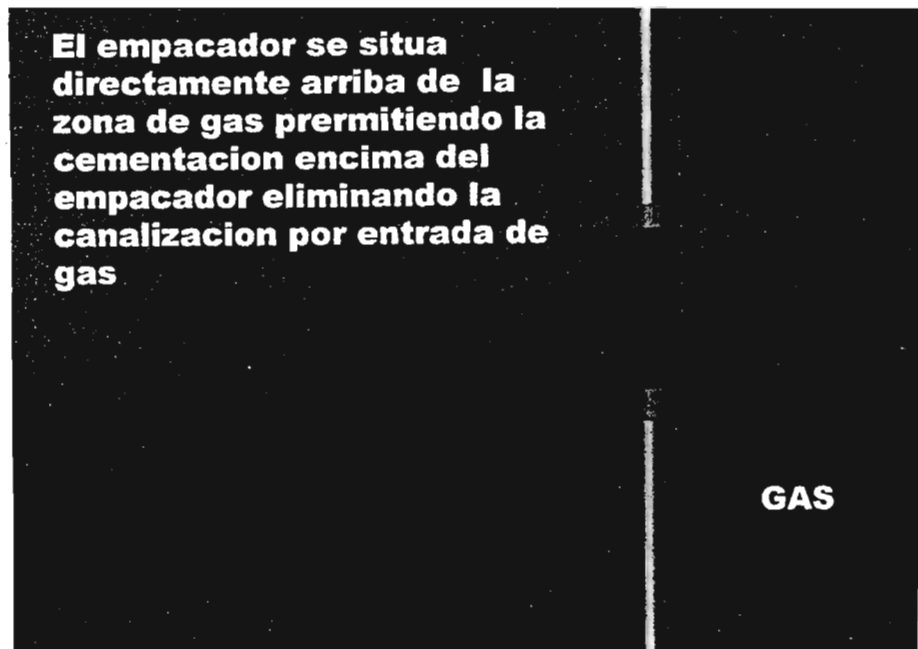 El empacador se situa
directamente arriba de la
zona de gas prermitiendo la
cementacion encima del
empacador eliminando la
canalizacion por entrada de
gas
GAS